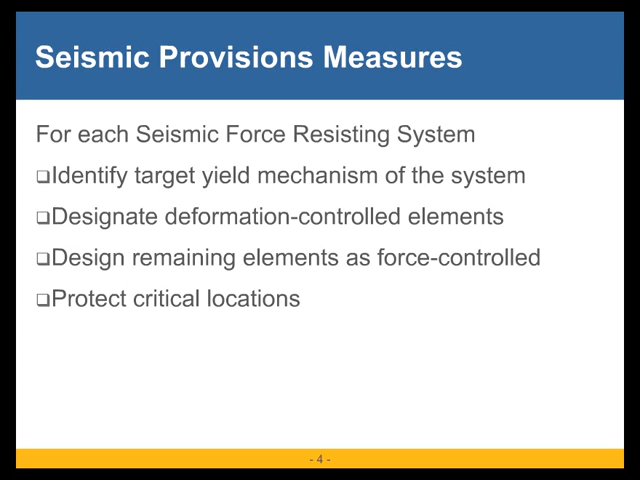 Seismic Provisions Measures
For each Seismic Force Resisting System
❑Identify target yield mechanism of the system
❑Designate deformation-controlled elements
❑Design remaining elements as force-controlled
❑Protect critical locations
- 4 -